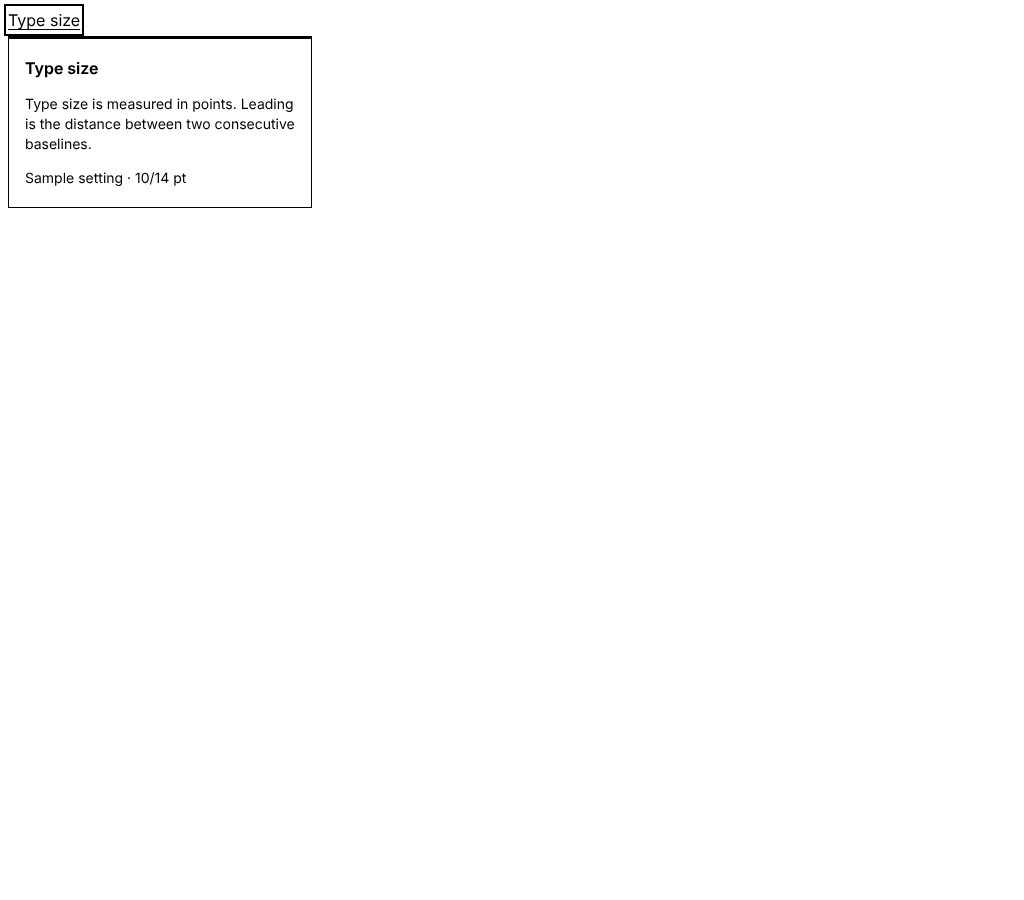 Type size
Type size
Type size is measured in points. Leading
is the distance between two consecutive
baselines.
Sample setting · 10/14 pt